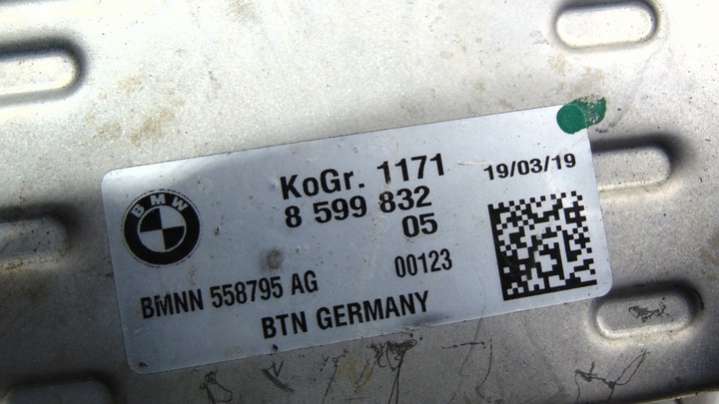 KoGr. 1171
19/03/19
8 599 832
05
BMW
BMNN 558795 AG
00123
BTN GERMANY